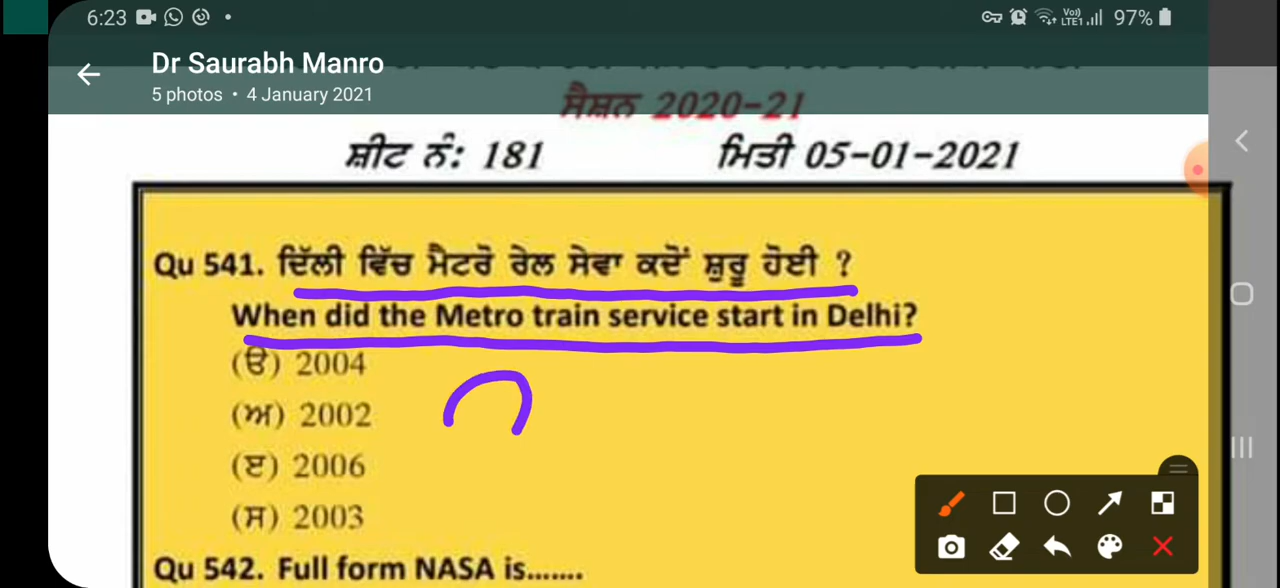 6:23 Vo) LTE1 97%
Dr Saurabh Manro
5 photos • 4 January 2021
ਸੈਸ਼ਨ 2020-21
ਸ਼ੀਟ ਨੰ: 181 ਮਿਤੀ 05-01-2021
Qu 541. ਦਿੱਲੀ ਵਿੱਚ ਮੈਟਰੋ ਰੇਲ ਸੇਵਾ ਕਦੋਂ ਸ਼ੁਰੂ ਹੋਈ ?
When did the Metro train service start in Delhi?
(ੳ) 2004
(ਅ) 2002
(ੲ) 2006
(ਸ) 2003
Qu 542. Full form NASA is.......